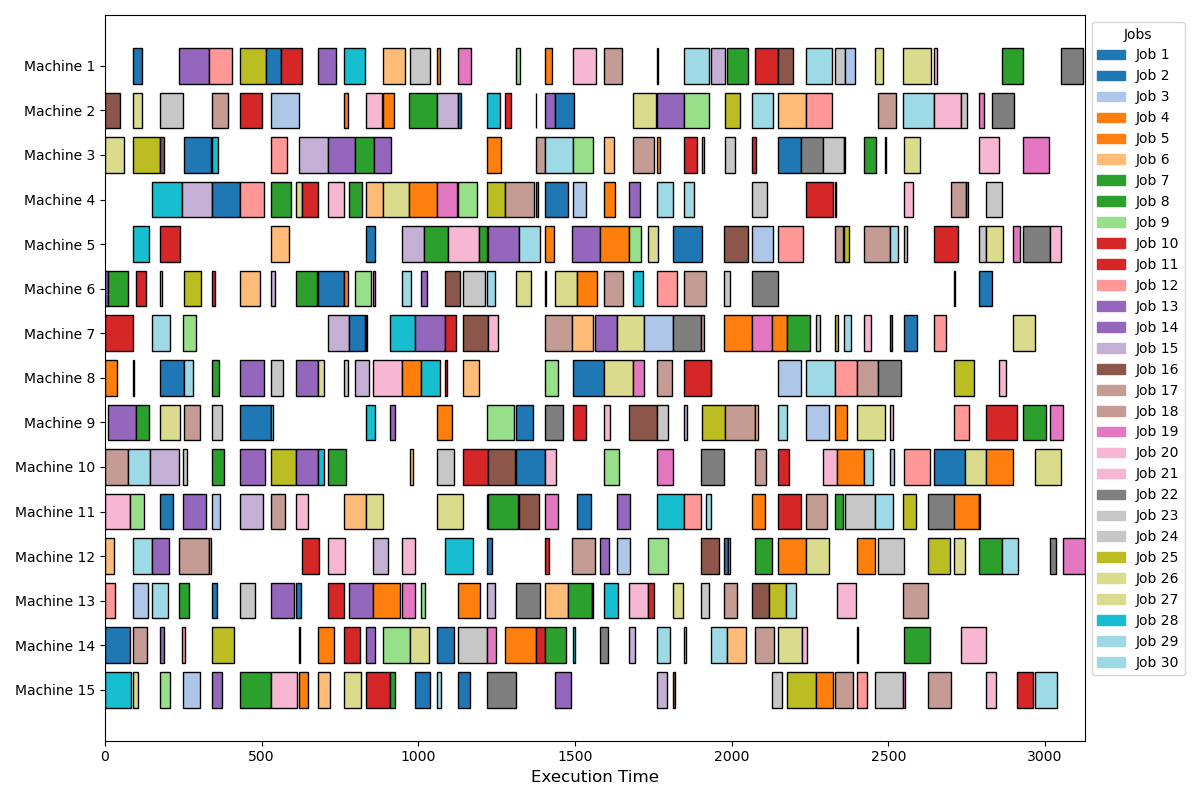 Machine 1
Machine 2
Machine 3
Machine 4
Machine 5
Machine 6
Machine 7
Machine 8
Machine 9
Machine 10
Machine 11
Machine 12
Machine 13
Machine 14
Machine 15
0 500 1000 1500 2000 2500 3000
Execution Time
Jobs
Job 1
Job 2
Job 3
Job 4
Job 5
Job 6
Job 7
Job 8
Job 9
Job 10
Job 11
Job 12
Job 13
Job 14
Job 15
Job 16
Job 17
Job 18
Job 19
Job 20
Job 21
Job 22
Job 23
Job 24
Job 25
Job 26
Job 27
Job 28
Job 29
Job 30